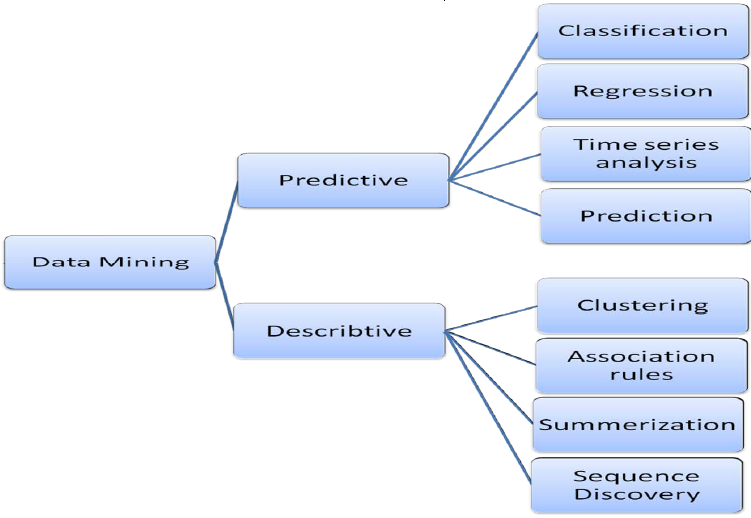 Classification
Regression
Time series
analysis
Predictive
Prediction
Data Mining
Clustering
Describtive
Association
rules
Summerization
Sequence
Discovery